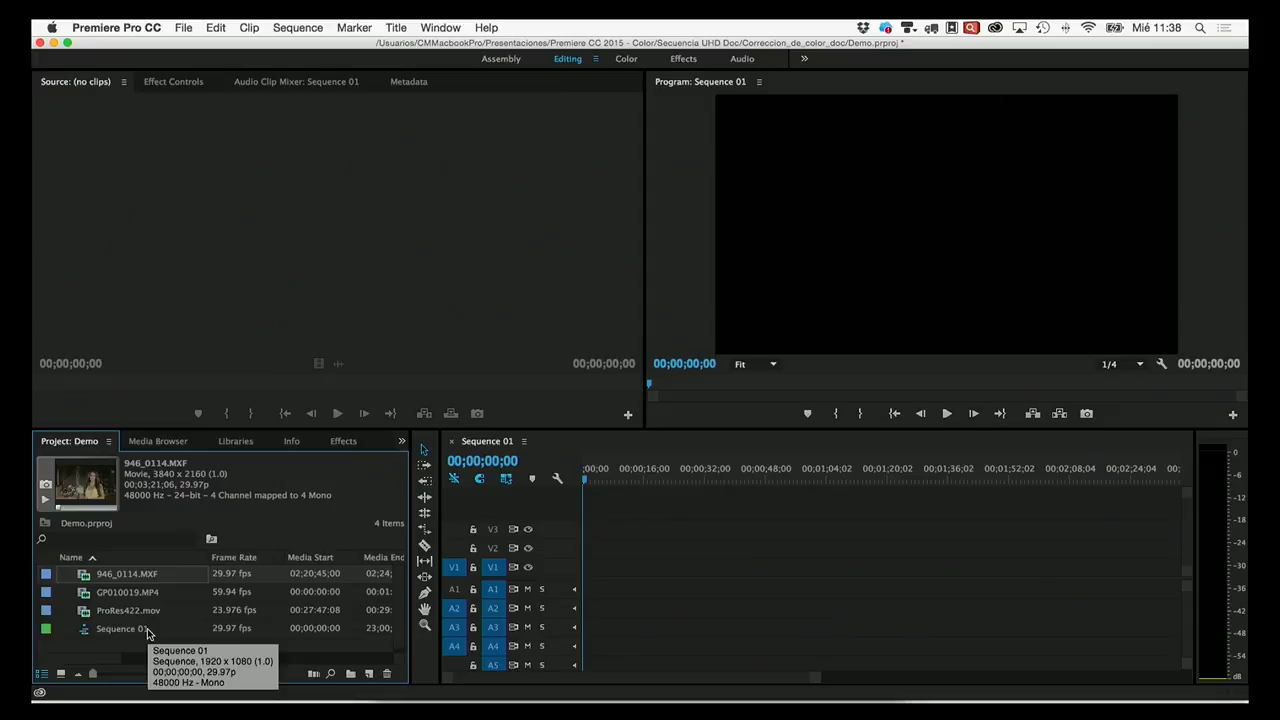 Premiere Pro CC File Edit Clip Sequence Marker Title Window Help Mié 11:38
/Usuarios/CMMacbookPro/Presentaciones/Premiere CC 2015 - Color/Secuencia UHD Doc/Correccion_de_color_doc/Demo.prproj *
Assembly Editing Color Effects Audio
Source: (no clips) Effect Controls Audio Clip Mixer: Sequence 01 Metadata
Program: Sequence 01
00;00;00;00 00;00;00;00
00;00;00;00 Fit 1/4 00;00;00;00
Project: Demo Media Browser Libraries Info Effects
946_0114.MXF
Movie, 3840 x 2160 (1.0)
00;03;21;06, 29.97p
48000 Hz - 24-bit - 4 Channel mapped to 4 Mono
Demo.prproj 4 Items
Name Frame Rate Media Start Media End
946_0114.MXF 29.97 fps 02;20;45;00 02;24;
GP010019.MP4 59.94 fps 00:00:00:00 00:01:
ProRes422.mov 23.976 fps 00:27:47:08 00:29:
Sequence 01 29.97 fps 00;00;00;00 23;00;
Sequence 01
Sequence, 1920 x 1080 (1.0)
00;00;00;00, 29.97p
48000 Hz - Mono
Sequence 01
00;00;00;00
;00;00 00;00;16;00 00;00;32;00 00;00;48;00 00;01;04;02 00;01;20;02 00;01;36;02 00;01;52;02 00;02;08;04 00;02;24;04 00;
V3
V2
V1 V1
A1 A1 M S
A2 A2 M S
A3 A3 M S
A4 A4 M S
A5 M S
0
-6
-12
-18
-24
-30
-36
-42
-48
-54
dB